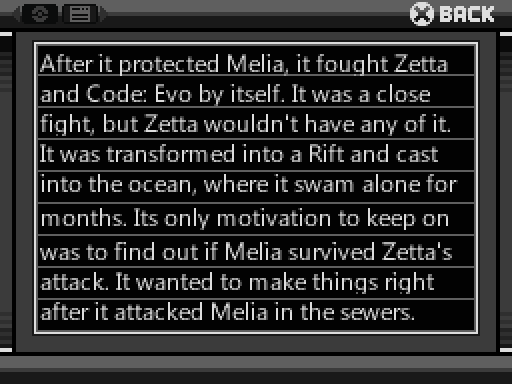 BACK
After it protected Melia, it fought Zetta
and Code: Evo by itself. It was a close
fight, but Zetta wouldn't have any of it.
It was transformed into a Rift and cast
into the ocean, where it swam alone for
months. Its only motivation to keep on
was to find out if Melia survived Zetta's
attack. It wanted to make things right
after it attacked Melia in the sewers.